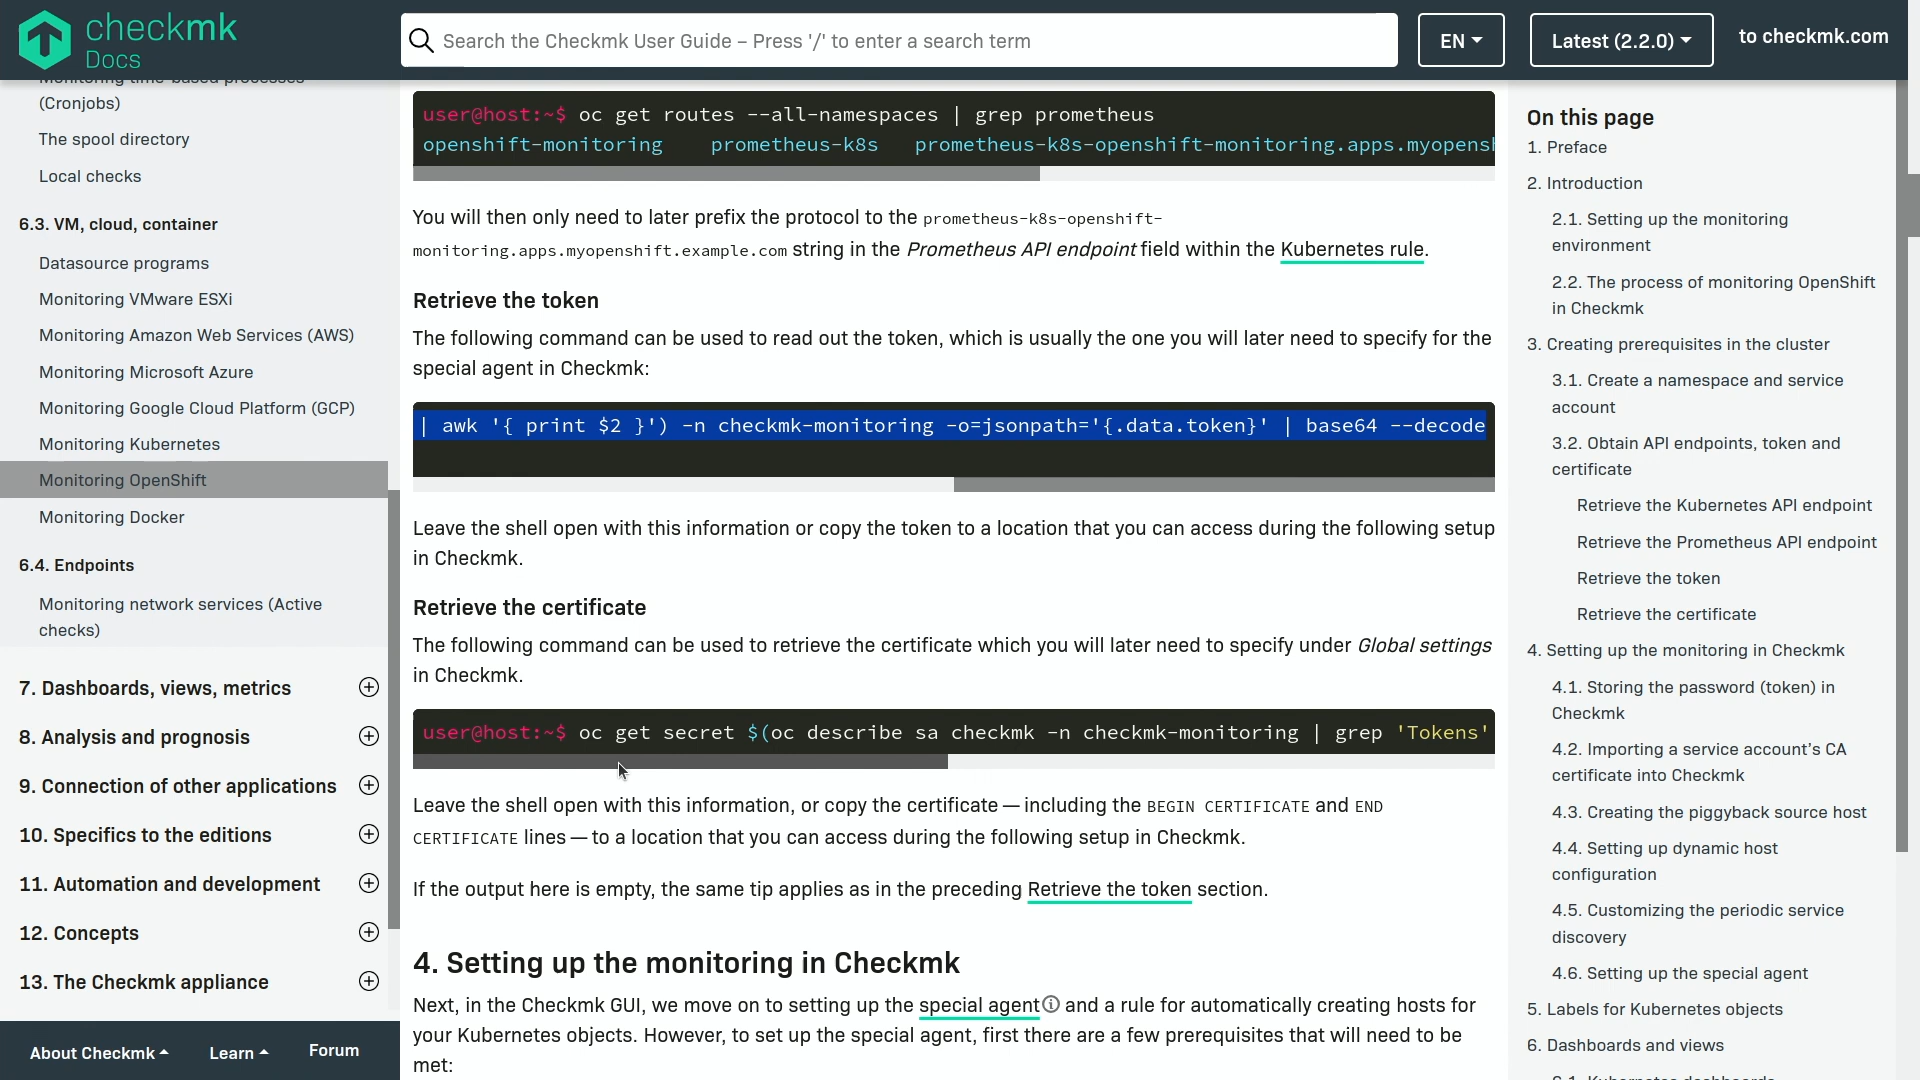 checkmk
Docs
Search the Checkmk User Guide – Press '/' to enter a search term
EN
Latest (2.2.0)
to checkmk.com
Monitoring time-based processes
(Cronjobs)
The spool directory
Local checks
6.3. VM, cloud, container
Datasource programs
Monitoring VMware ESXi
Monitoring Amazon Web Services (AWS)
Monitoring Microsoft Azure
Monitoring Google Cloud Platform (GCP)
Monitoring Kubernetes
Monitoring OpenShift
Monitoring Docker
6.4. Endpoints
Monitoring network services (Active
checks)
7. Dashboards, views, metrics
8. Analysis and prognosis
9. Connection of other applications
10. Specifics to the editions
11. Automation and development
12. Concepts
13. The Checkmk appliance
About Checkmk
Learn
Forum
user@host:~$ oc get routes --all-namespaces | grep prometheus
openshift-monitoring    prometheus-k8s   prometheus-k8s-openshift-monitoring.apps.myopensh
You will then only need to later prefix the protocol to the prometheus-k8s-openshift-
monitoring.apps.myopenshift.example.com string in the Prometheus API endpoint field within the Kubernetes rule.
Retrieve the token
The following command can be used to read out the token, which is usually the one you will later need to specify for the
special agent in Checkmk:
| awk '{ print $2 }') -n checkmk-monitoring -o=jsonpath='{.data.token}' | base64 --decode
Leave the shell open with this information or copy the token to a location that you can access during the following setup
in Checkmk.
Retrieve the certificate
The following command can be used to retrieve the certificate which you will later need to specify under Global settings
in Checkmk.
user@host:~$ oc get secret $(oc describe sa checkmk -n checkmk-monitoring | grep 'Tokens'
Leave the shell open with this information, or copy the certificate — including the BEGIN CERTIFICATE and END
CERTIFICATE lines — to a location that you can access during the following setup in Checkmk.
If the output here is empty, the same tip applies as in the preceding Retrieve the token section.
4. Setting up the monitoring in Checkmk
Next, in the Checkmk GUI, we move on to setting up the special agent and a rule for automatically creating hosts for
your Kubernetes objects. However, to set up the special agent, first there are a few prerequisites that will need to be
met:
On this page
1. Preface
2. Introduction
2.1. Setting up the monitoring
environment
2.2. The process of monitoring OpenShift
in Checkmk
3. Creating prerequisites in the cluster
3.1. Create a namespace and service
account
3.2. Obtain API endpoints, token and
certificate
Retrieve the Kubernetes API endpoint
Retrieve the Prometheus API endpoint
Retrieve the token
Retrieve the certificate
4. Setting up the monitoring in Checkmk
4.1. Storing the password (token) in
Checkmk
4.2. Importing a service account’s CA
certificate into Checkmk
4.3. Creating the piggyback source host
4.4. Setting up dynamic host
configuration
4.5. Customizing the periodic service
discovery
4.6. Setting up the special agent
5. Labels for Kubernetes objects
6. Dashboards and views